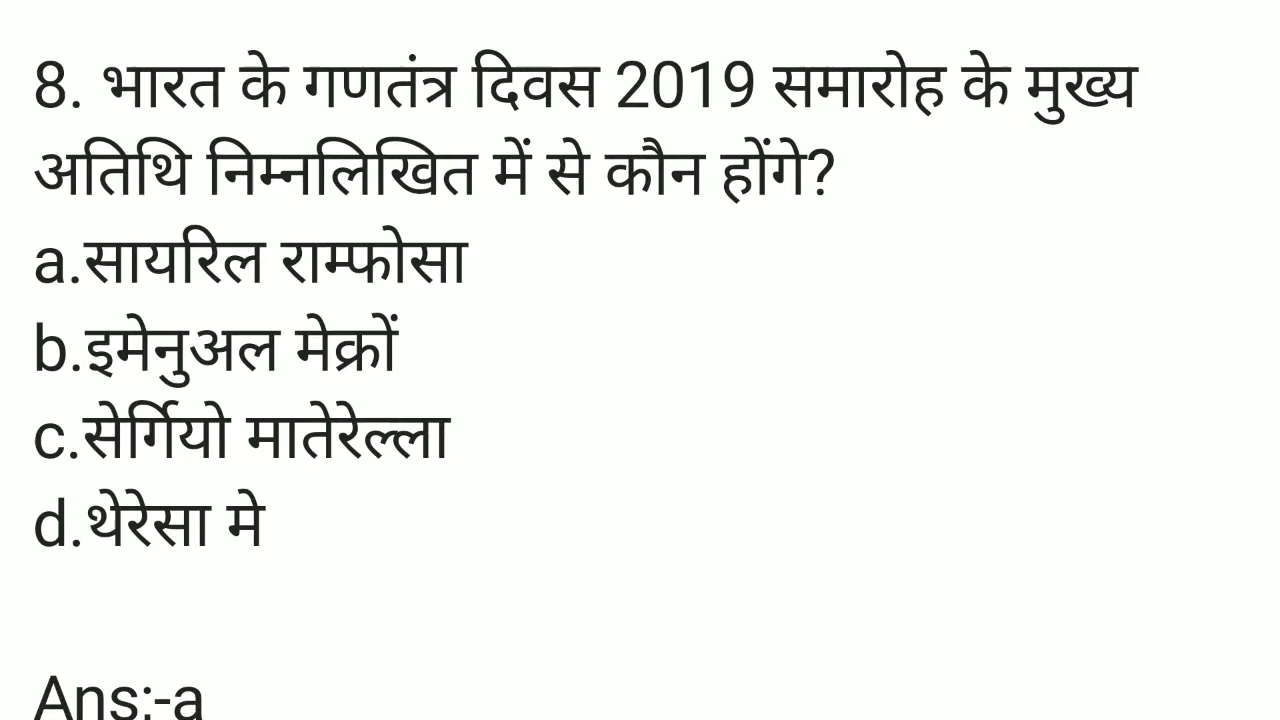 8. भारत के गणतंत्र दिवस 2019 समारोह के मुख्य
अतिथि निम्नलिखित में से कौन होंगे?
a.सायरिल राम्फोसा
b.इमेनुअल मेक्रों
c.सेर्गियो मातेरेल्ला
d.थेरेसा मे
Ans:-a